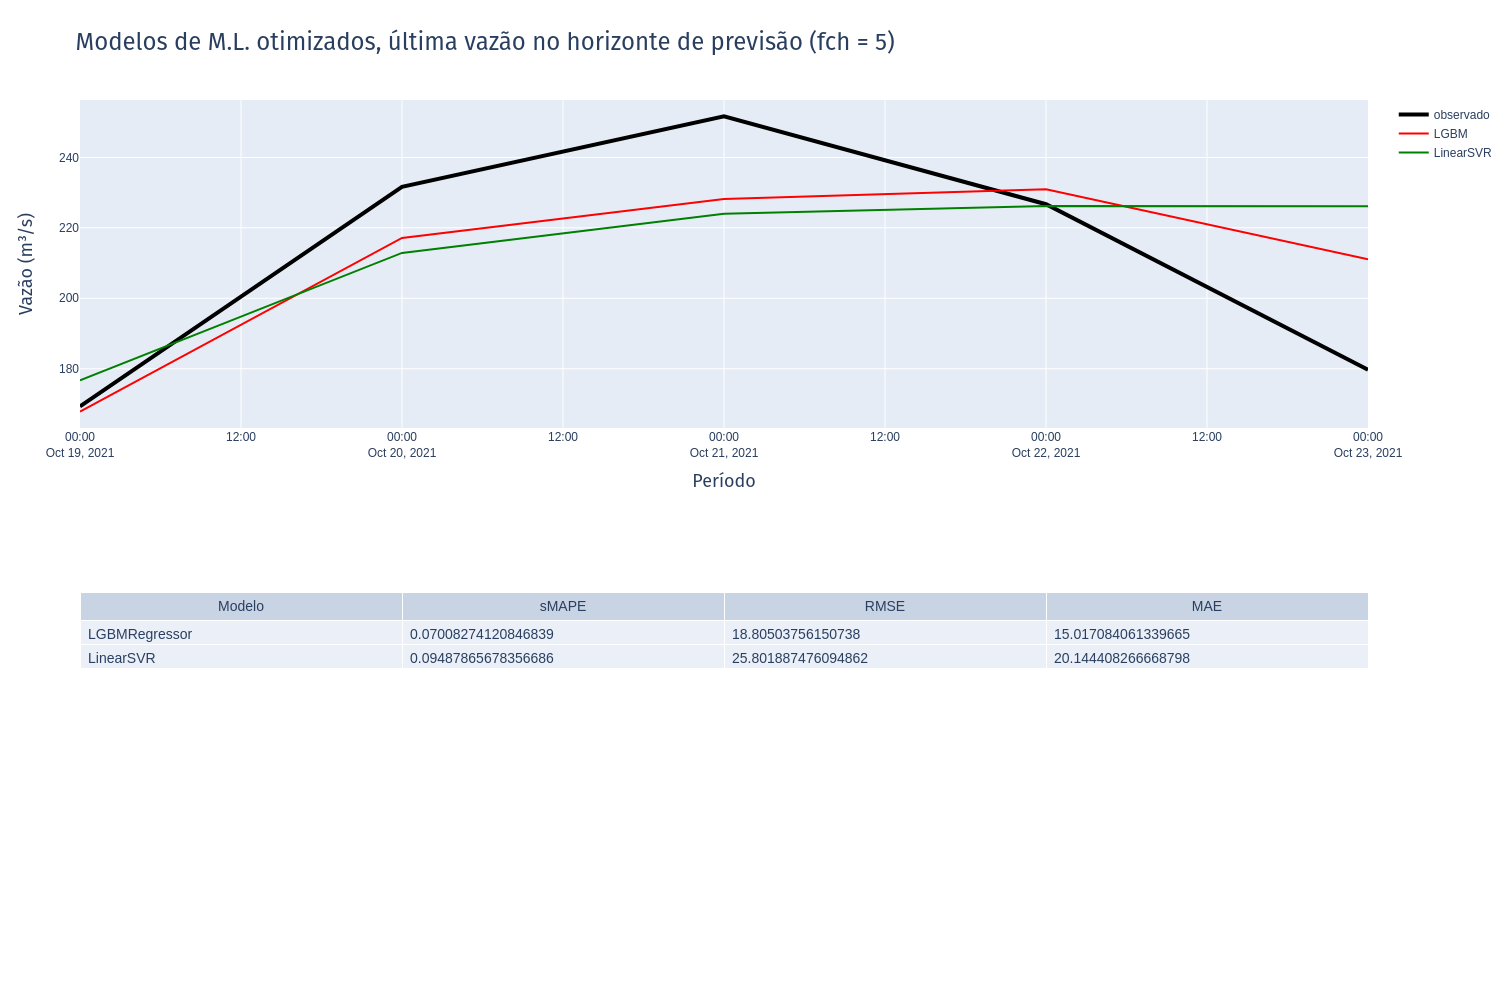 Modelos de M.L. otimizados, última vazão no horizonte de previsão (fch = 5)
observado
LGBM
LinearSVR
Vazão (m³/s)
240
220
200
180
00:00 12:00 00:00 12:00 00:00 12:00 00:00 12:00 00:00
Oct 19, 2021 Oct 20, 2021 Oct 21, 2021 Oct 22, 2021 Oct 23, 2021
Período
Modelo sMAPE RMSE MAE
LGBMRegressor 0.07008274120846839 18.80503756150738 15.017084061339665
LinearSVR 0.09487865678356686 25.801887476094862 20.144408266668798